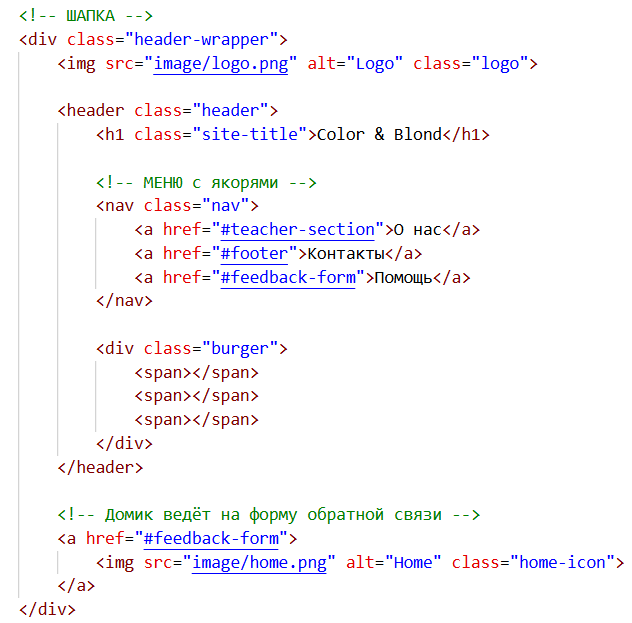 <!-- ШАПКА -->
<div class="header-wrapper">
<img src="image/logo.png" alt="Logo" class="logo">
<header class="header">
<h1 class="site-title">Color & Blond</h1>
<!-- МЕНЮ с якорями -->
<nav class="nav">
<a href="#teacher-section">О нас</a>
<a href="#footer">Контакты</a>
<a href="#feedback-form">Помощь</a>
</nav>
<div class="burger">
<span></span>
<span></span>
<span></span>
</div>
</header>
<!-- Домик ведёт на форму обратной связи -->
<a href="#feedback-form">
<img src="image/home.png" alt="Home" class="home-icon">
</a>
</div>